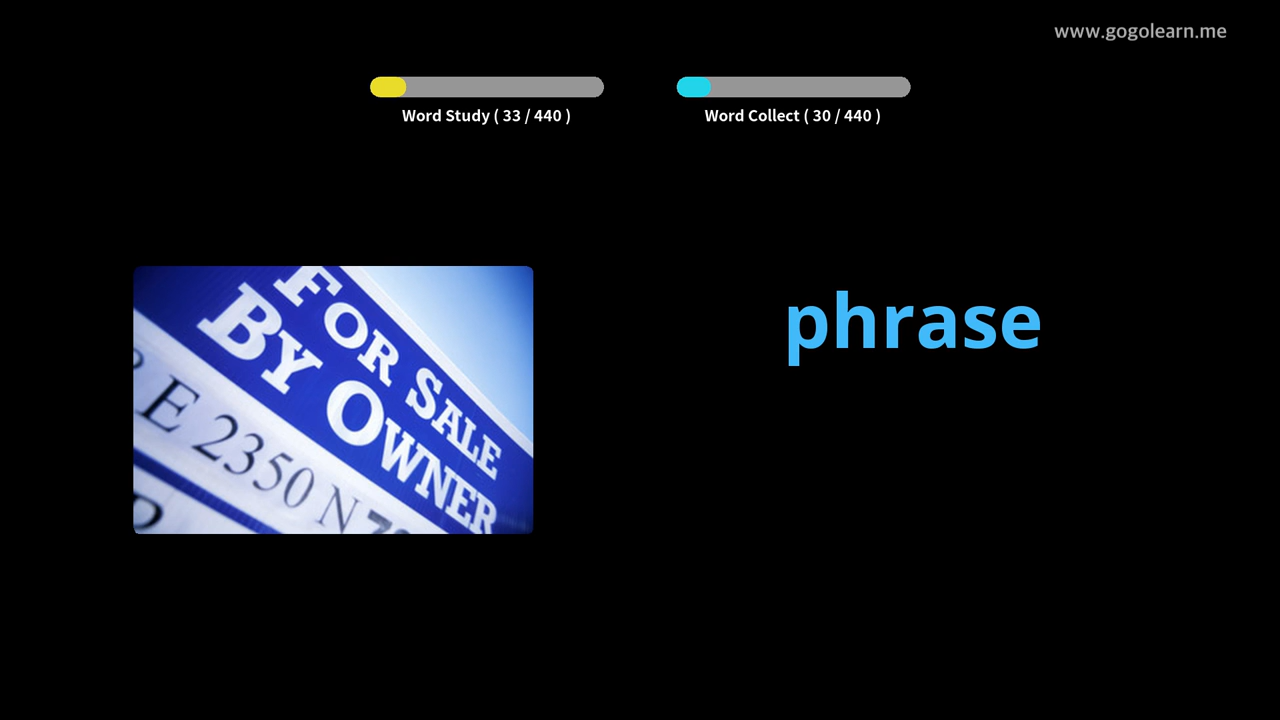 www.gogolearn.me
Word Study ( 33 / 440 )
Word Collect ( 30 / 440 )
FOR SALE
BY OWNER
E 2350 N
phrase